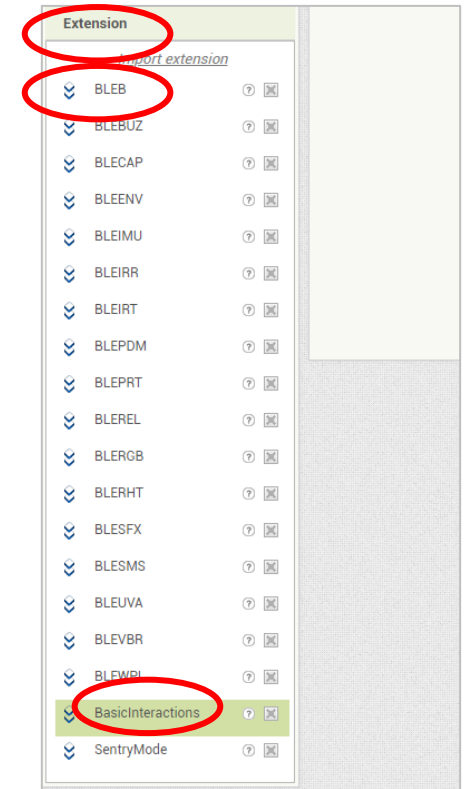 Extension
Import extension
BLEB
BLEBUZ
BLECAP
BLEENV
BLEIMU
BLEIRR
BLEIRT
BLEPDM
BLEPRT
BLEREL
BLERGB
BLERHT
BLESFX
BLESMS
BLEUVA
BLEVBR
BLEWPL
BasicInteractions
SentryMode